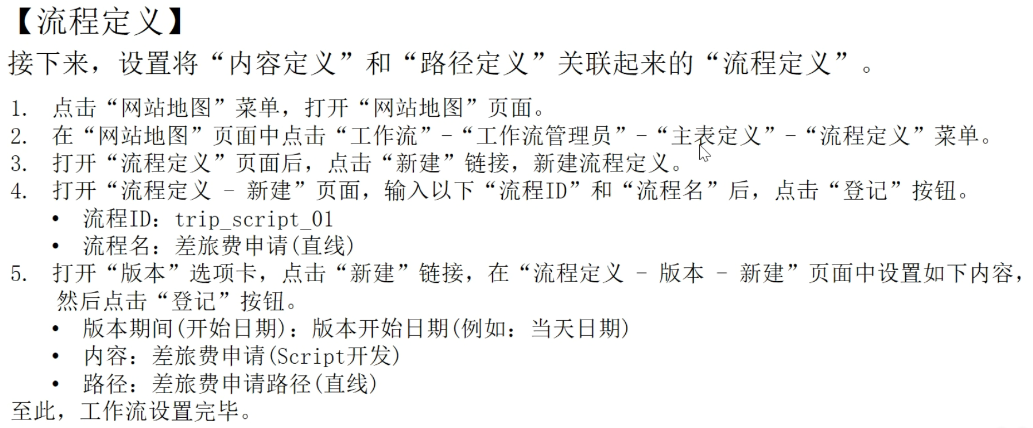 【流程定义】
接下来，设置将“内容定义”和“路径定义”关联起来的“流程定义”。
1. 点击“网站地图”菜单，打开“网站地图”页面。
2. 在“网站地图”页面中点击“工作流”-“工作流管理员”-“主表定义”-“流程定义”菜单。
3. 打开“流程定义”页面后，点击“新建”链接，新建流程定义。
4. 打开“流程定义 - 新建”页面，输入以下“流程ID”和“流程名”后，点击“登记”按钮。
• 流程ID：trip_script_01
• 流程名：差旅费申请(直线)
5. 打开“版本”选项卡，点击“新建”链接，在“流程定义 - 版本 - 新建”页面中设置如下内容，
然后点击“登记”按钮。
• 版本期间(开始日期)：版本开始日期(例如：当天日期)
• 内容：差旅费申请(Script开发)
• 路径：差旅费申请路径(直线)
至此，工作流设置完毕。